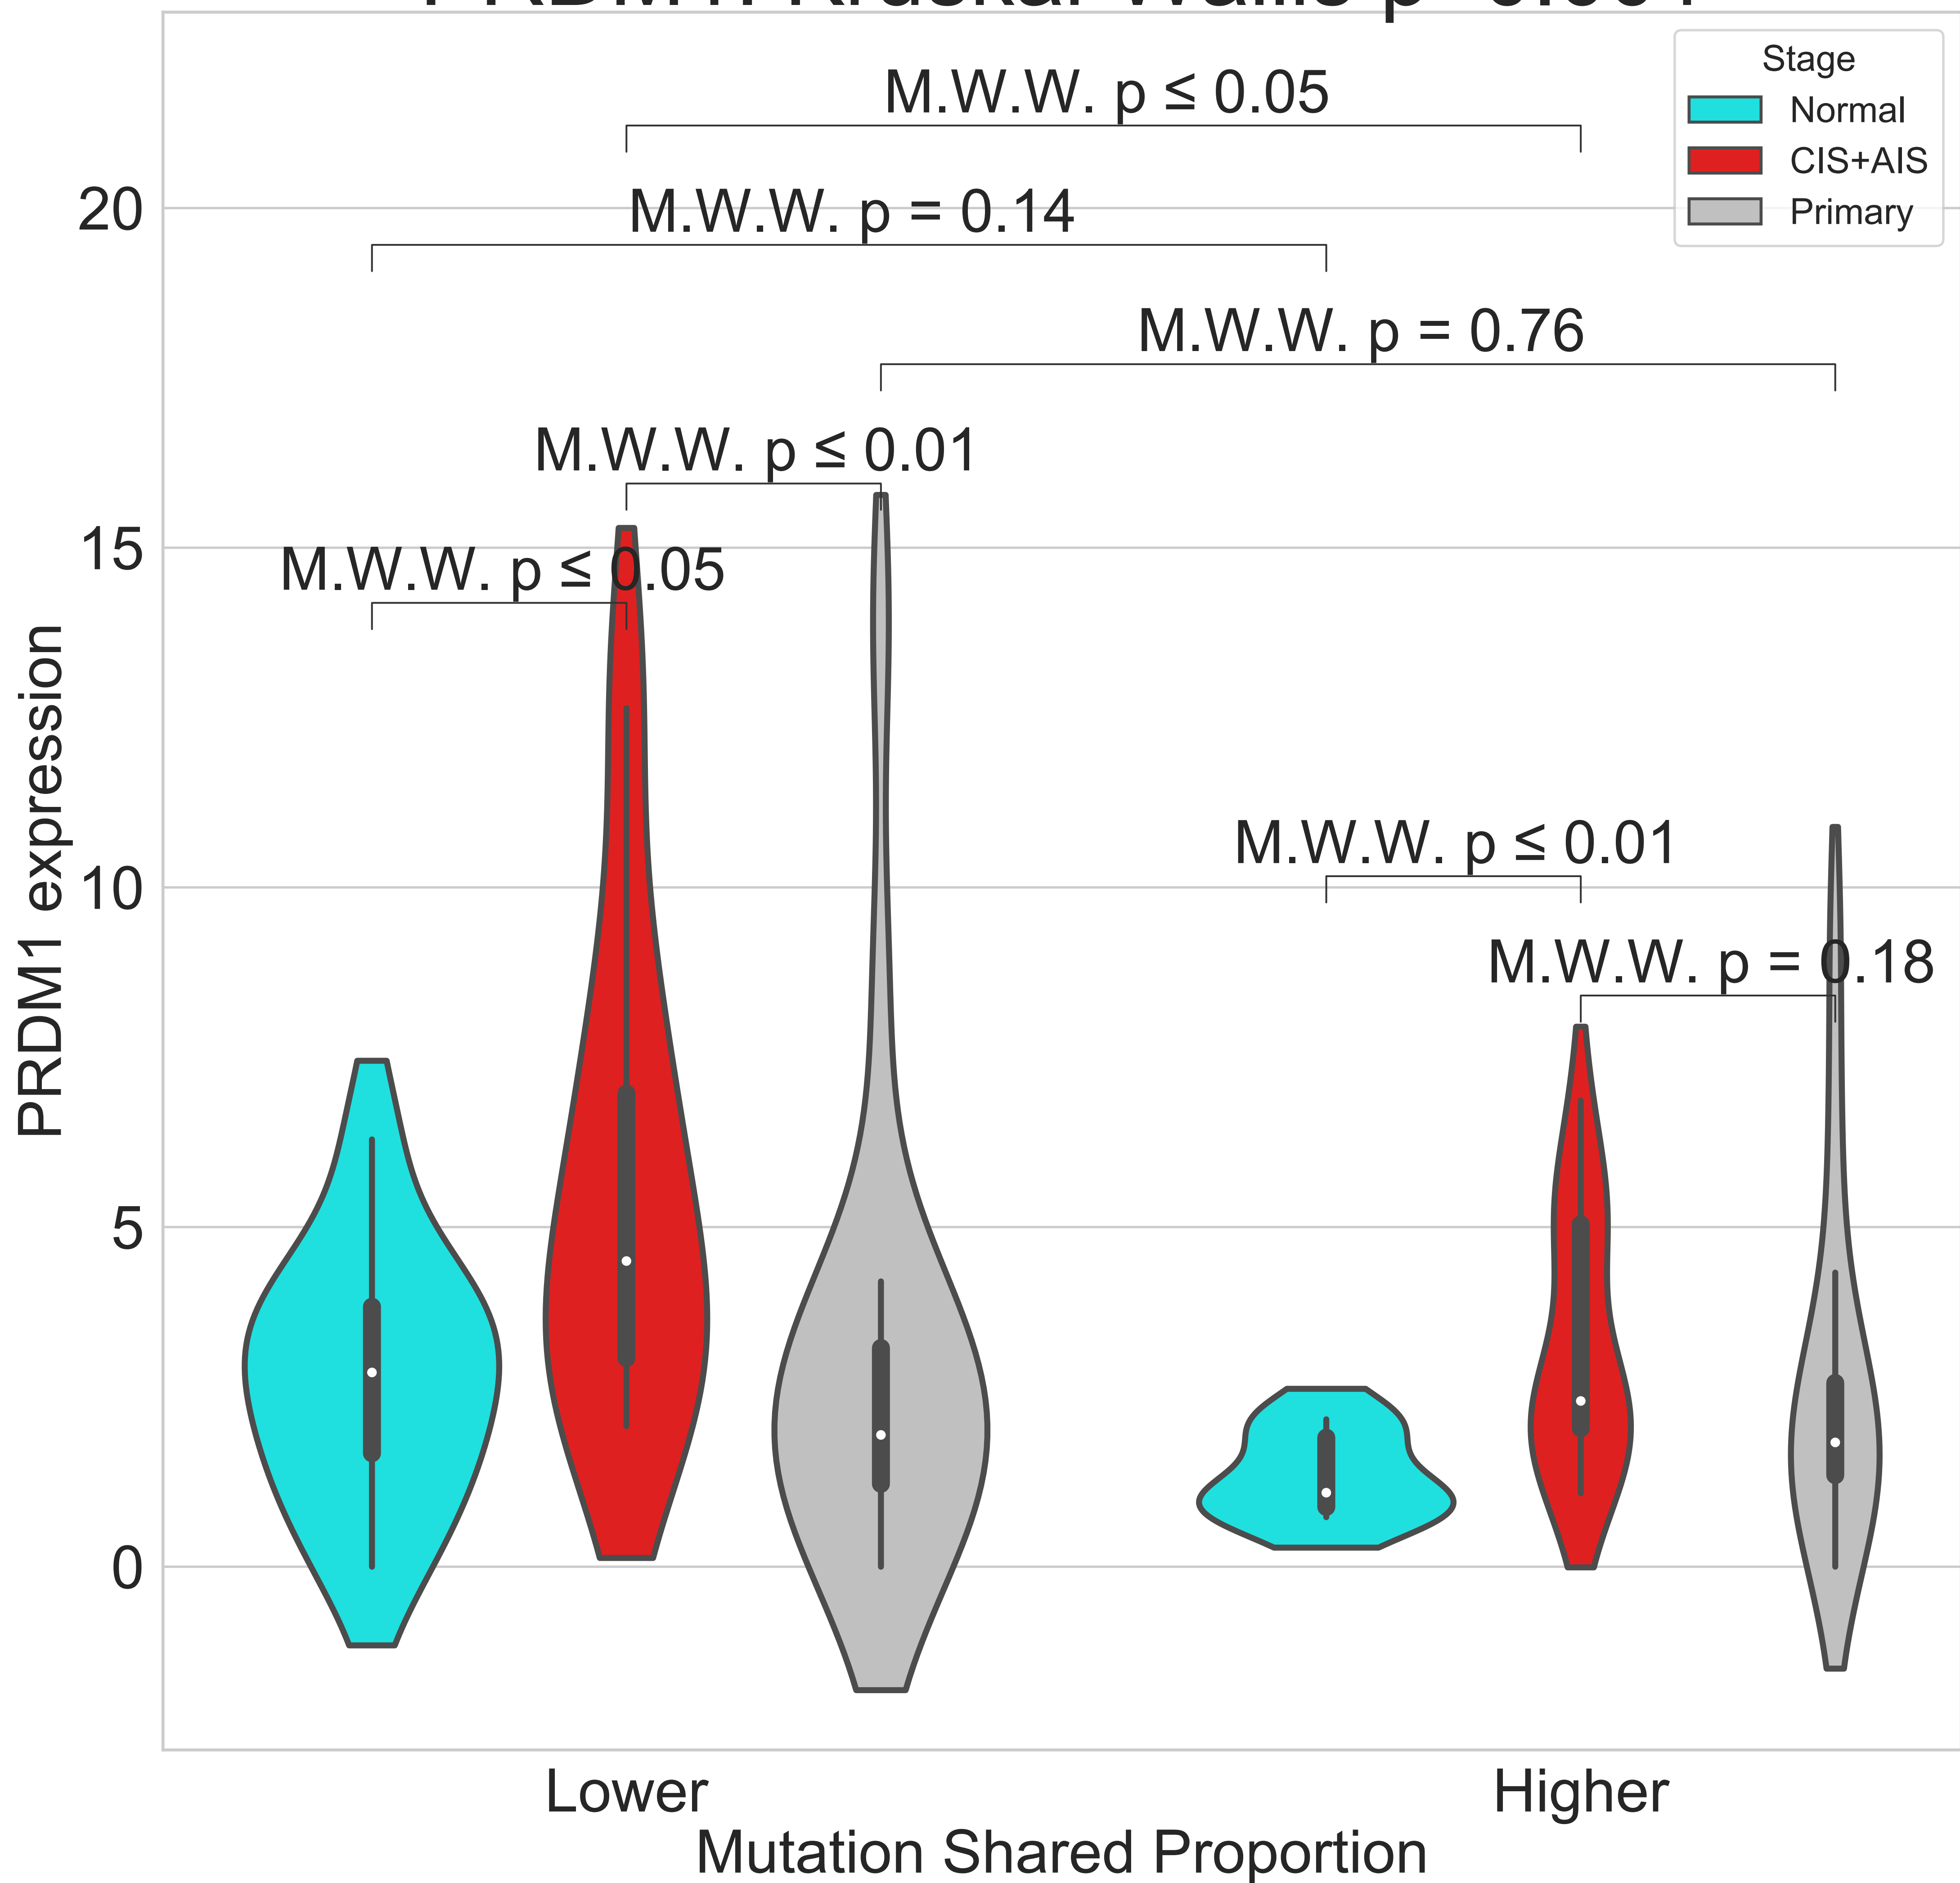 Stage
Normal
CIS+AIS
Primary
M.W.W. p ≤ 0.05
M.W.W. p = 0.14
M.W.W. p = 0.76
M.W.W. p ≤ 0.01
M.W.W. p ≤ 0.05
M.W.W. p ≤ 0.01
M.W.W. p = 0.18
PRDM1 expression
20
15
10
5
0
Lower
Higher
Mutation Shared Proportion